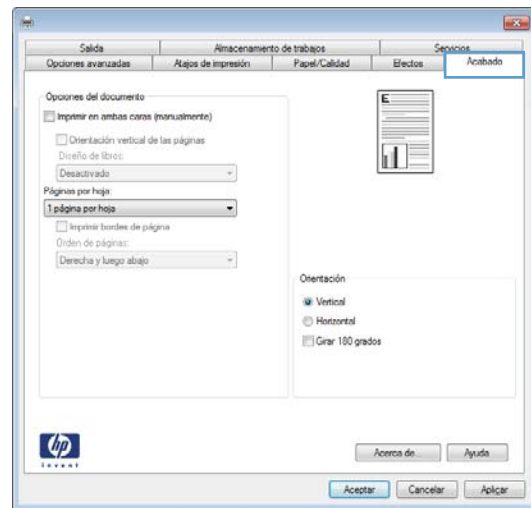 Salida Almacenamiento de trabajos Servicios
Opciones avanzadas Atajos de impresión Papel/Calidad Efectos Acabado
Opciones del documento
Imprimir en ambas caras (manualmente)
Orientación vertical de las páginas
Diseño de libros:
Desactivado
Páginas por hoja:
1 página por hoja
Imprimir bordes de página
Orden de páginas:
Derecha y luego abajo
E
Orientación
Vertical
Horizontal
Girar 180 grados
hp
invent
Acerca de... Ayuda
Aceptar Cancelar Aplicar